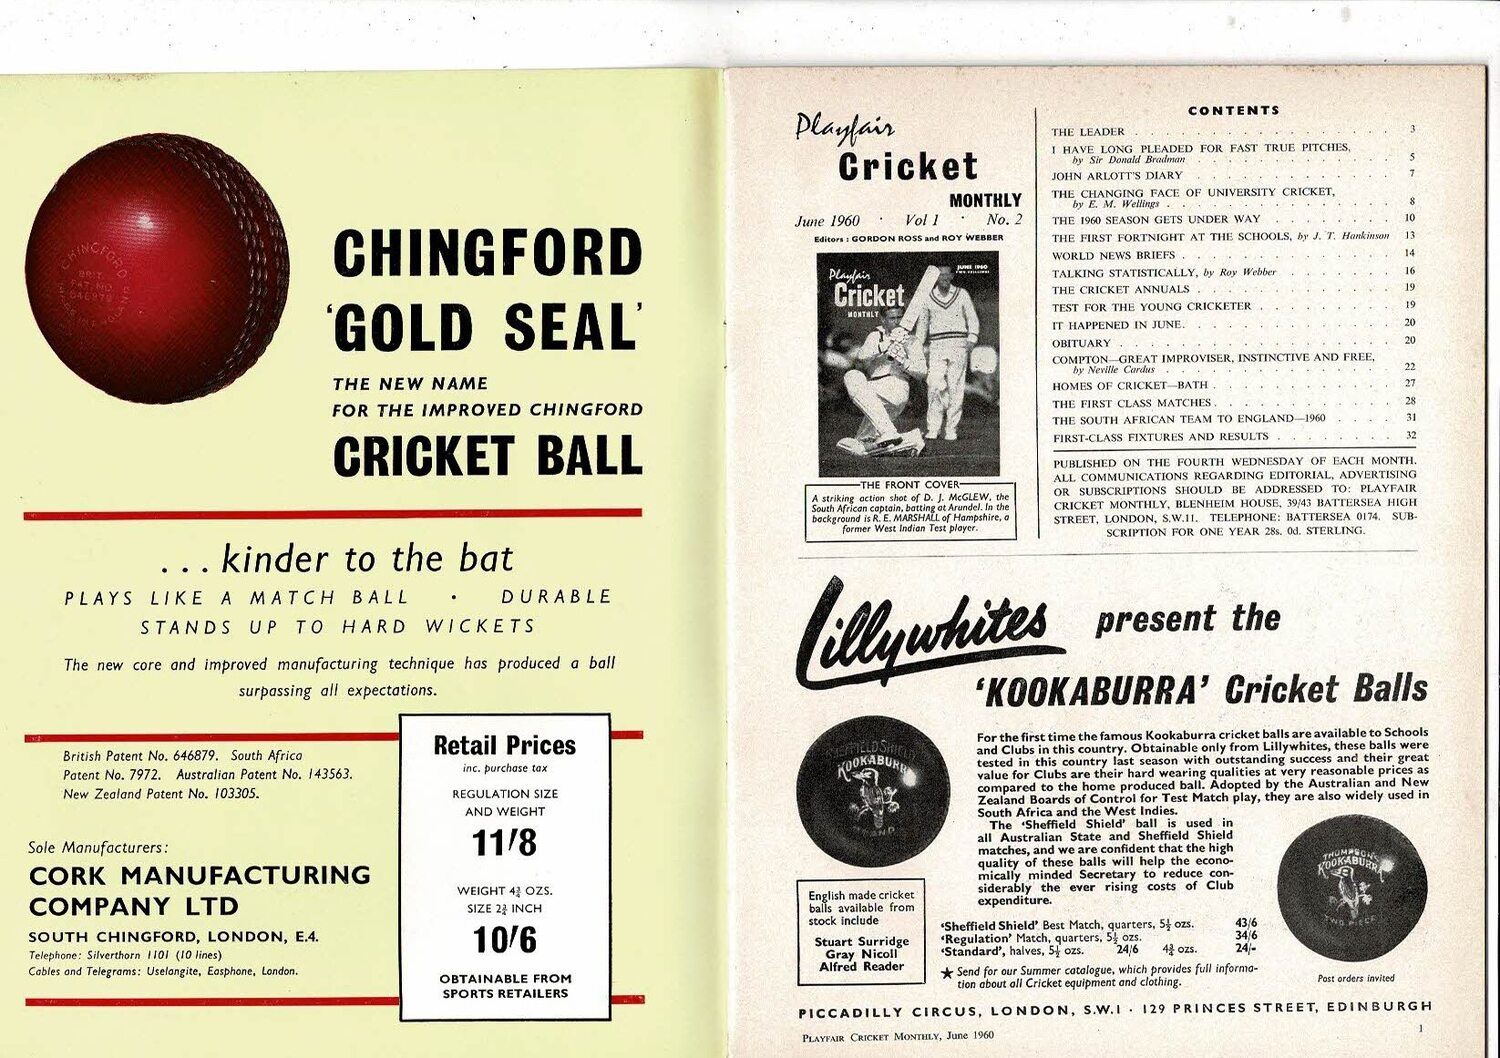 CHINGFORD
BRIT.
PAT. NO
646879
CHINGFORD
'GOLD SEAL'
THE NEW NAME
FOR THE IMPROVED CHINGFORD
CRICKET BALL
...kinder to the bat
PLAYS LIKE A MATCH BALL · DURABLE
STANDS UP TO HARD WICKETS
The new core and improved manufacturing technique has produced a ball
surpassing all expectations.
British Patent No. 646879. South Africa
Patent No. 7972. Australian Patent No. 143563.
New Zealand Patent No. 103305.
Sole Manufacturers:
CORK MANUFACTURING
COMPANY LTD
SOUTH CHINGFORD, LONDON, E.4.
Telephone: Silverthorn 1101 (10 lines)
Cables and Telegrams: Uselongite, Easphone, London.
Retail Prices
inc. purchase tax
REGULATION SIZE
AND WEIGHT
11/8
WEIGHT 4¾ OZS.
SIZE 2¾ INCH
10/6
OBTAINABLE FROM
SPORTS RETAILERS
Playfair
Cricket
MONTHLY
June 1960 · Vol 1 · No. 2
Editors : GORDON ROSS and ROY WEBBER
Playfair
JUNE 1960
TWO SHILLINGS
Cricket
MONTHLY
THE FRONT COVER
A striking action shot of D. J. McGLEW, the
South African captain, batting at Arundel. In the
background is R. E. MARSHALL of Hampshire, a
former West Indian Test player.
CONTENTS
THE LEADER . . . . . . . . . . . . . . . . . 3
I HAVE LONG PLEADED FOR FAST TRUE PITCHES,
by Sir Donald Bradman . . . . . . . . . . . . . 5
JOHN ARLOTT'S DIARY . . . . . . . . . . . . . 7
THE CHANGING FACE OF UNIVERSITY CRICKET,
by E. M. Wellings . . . . . . . . . . . . . . 8
THE 1960 SEASON GETS UNDER WAY . . . . . . . . 10
THE FIRST FORTNIGHT AT THE SCHOOLS, by J. T. Hankinson 13
WORLD NEWS BRIEFS . . . . . . . . . . . . . 14
TALKING STATISTICALLY, by Roy Webber . . . . . . . 16
THE CRICKET ANNUALS . . . . . . . . . . . . . 19
TEST FOR THE YOUNG CRICKETER . . . . . . . . . 19
IT HAPPENED IN JUNE. . . . . . . . . . . . . 20
OBITUARY . . . . . . . . . . . . . . . . . 20
COMPTON—GREAT IMPROVISER, INSTINCTIVE AND FREE,
by Neville Cardus . . . . . . . . . . . . . . 22
HOMES OF CRICKET—BATH . . . . . . . . . . . . 27
THE FIRST CLASS MATCHES . . . . . . . . . . . . 28
THE SOUTH AFRICAN TEAM TO ENGLAND—1960 . . . . 31
FIRST-CLASS FIXTURES AND RESULTS . . . . . . . . 32
PUBLISHED ON THE FOURTH WEDNESDAY OF EACH MONTH.
ALL COMMUNICATIONS REGARDING EDITORIAL, ADVERTISING
OR SUBSCRIPTIONS SHOULD BE ADDRESSED TO: PLAYFAIR
CRICKET MONTHLY, BLENHEIM HOUSE, 39/43 BATTERSEA HIGH
STREET, LONDON, S.W.11. TELEPHONE: BATTERSEA 0174. SUB-
SCRIPTION FOR ONE YEAR 28s. 0d. STERLING.
Lillywhites present the
'KOOKABURRA' Cricket Balls
SHEFFIELD SHIELD
KOOKABURRA
BRAND
For the first time the famous Kookaburra cricket balls are available to Schools
and Clubs in this country. Obtainable only from Lillywhites, these balls were
tested in this country last season with outstanding success and their great
value for Clubs are their hard wearing qualities at very reasonable prices as
compared to the home produced ball. Adopted by the Australian and New
Zealand Boards of Control for Test Match play, they are also widely used in
South Africa and the West Indies.
The 'Sheffield Shield' ball is used in
all Australian State and Sheffield Shield
matches, and we are confident that the high
quality of these balls will help the econo-
mically minded Secretary to reduce con-
siderably the ever rising costs of Club
expenditure.
THOMPSON
KOOKABURRA
TWO PIECE
English made cricket
balls available from
stock include
Stuart Surridge
Gray Nicoll
Alfred Reader
'Sheffield Shield' Best Match, quarters, 5½ ozs. 43/6
'Regulation' Match, quarters, 5½ ozs. 34/6
'Standard', halves, 5½ ozs. 24/6 4¾ ozs. 24/-
★ Send for our Summer catalogue, which provides full informa-
tion about all Cricket equipment and clothing.
Post orders invited
PICCADILLY CIRCUS, LONDON, S.W.1 · 129 PRINCES STREET, EDINBURGH
PLAYFAIR CRICKET MONTHLY, June 1960
1